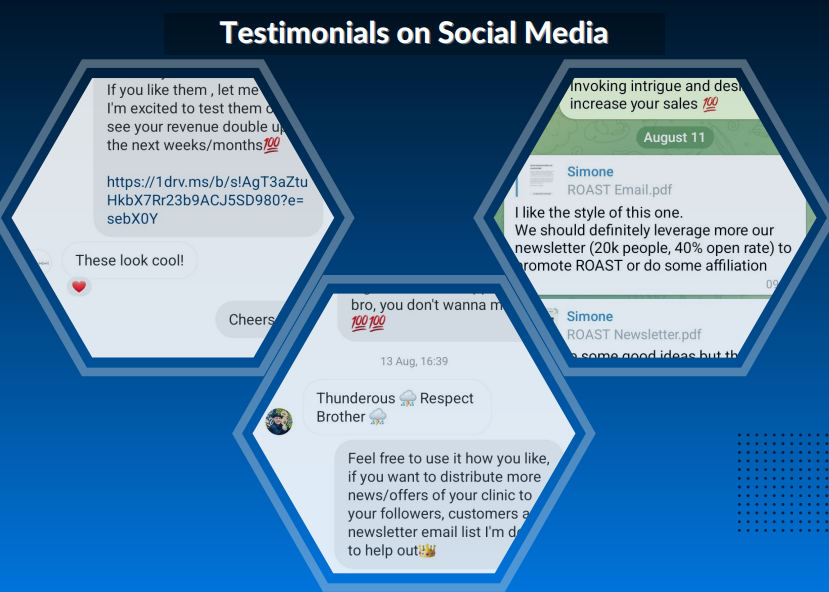 Testimonials on Social Media
If you like them , let me
I'm excited to test them
see your revenue double up
the next weeks/months💯
https://1drv.ms/b/s!AgT3aZtu
HkbX7Rr23b9ACJ5SD980?e=
sebX0Y
These look cool!
❤️
Cheers
invoking intrigue and
increase your sales 💯
August 11
Simone
ROAST Email.pdf
I like the style of this one.
We should definitely leverage more our
newsletter (20k people, 40% open rate) to
promote ROAST or do some affiliation
09
Simone
ROAST Newsletter.pdf
some good ideas but
bro, you don't wanna
💯💯
13 Aug, 16:39
Thunderous ⛈️ Respect
Brother ⛈️
Feel free to use it how you like,
if you want to distribute more
news/offers of your clinic to
your followers, customers
newsletter email list I'm
to help out👑